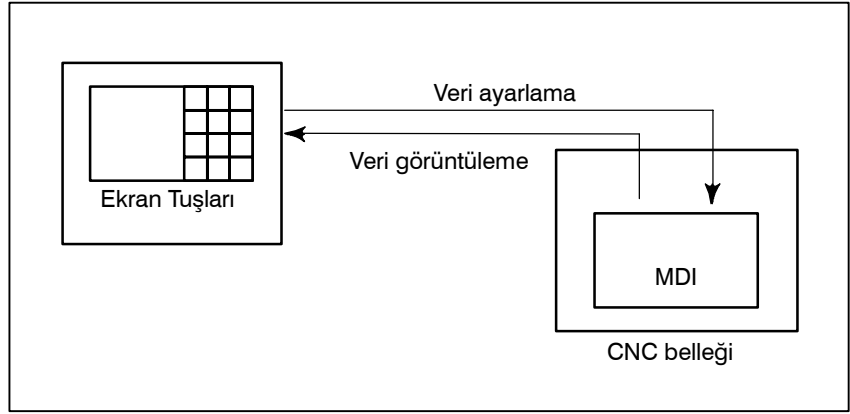 Veri ayarlama
Veri görüntüleme
Ekran Tuşları
MDI
CNC belleği